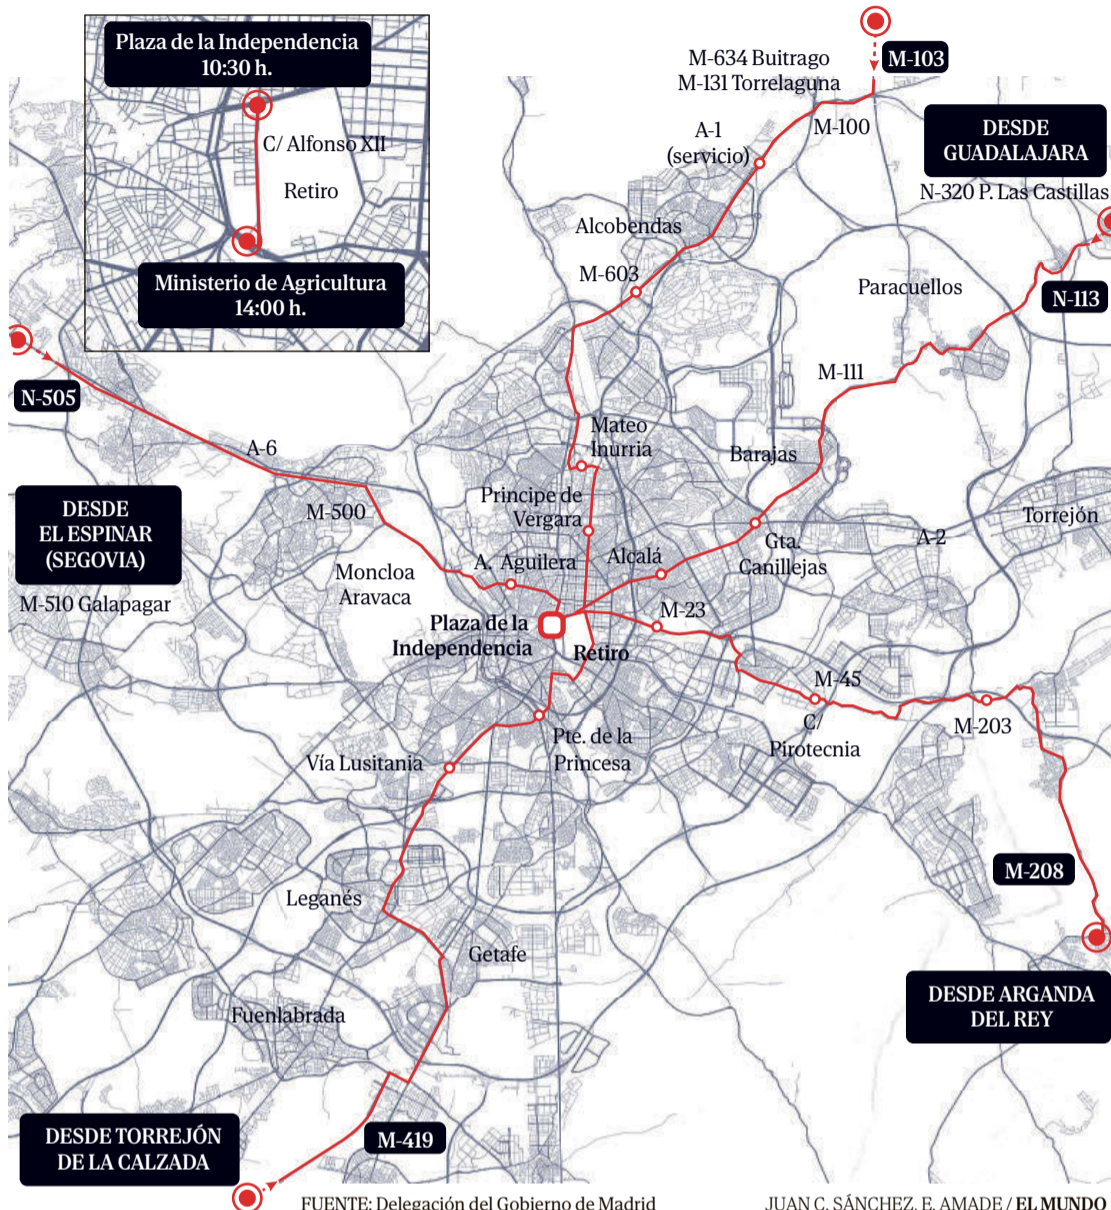 Plaza de la Independencia
10:30 h.
C/ Alfonso XII
Retiro
Ministerio de Agricultura
14:00 h.
M-634 Buitrago
M-131 Torrelaguna
M-103
M-100
A-1
(servicio)
DESDE
GUADALAJARA
N-320 P. Las Castillas
Alcobendas
M-603
Paracuellos
N-113
M-111
N-505
A-6
Mateo
Inurria
Barajas
DESDE
EL ESPINAR
(SEGOVIA)
M-510 Galapagar
M-500
Principe de
Vergara
Torrejón
A-2
Gta.
Canillejas
Alcalá
A. Aguilera
Moncloa
Aravaca
M-23
Plaza de la
Independencia
Retiro
M-45
C/
Pirotecnia
M-203
Pte. de la
Princesa
Vía Lusitania
M-208
Leganés
Getafe
DESDE ARGANDA
DEL REY
Fuenlabrada
DESDE TORREJÓN
DE LA CALZADA
M-419
FUENTE: Delegación del Gobierno de Madrid
JUAN C. SÁNCHEZ, E. AMADE / EL MUNDO